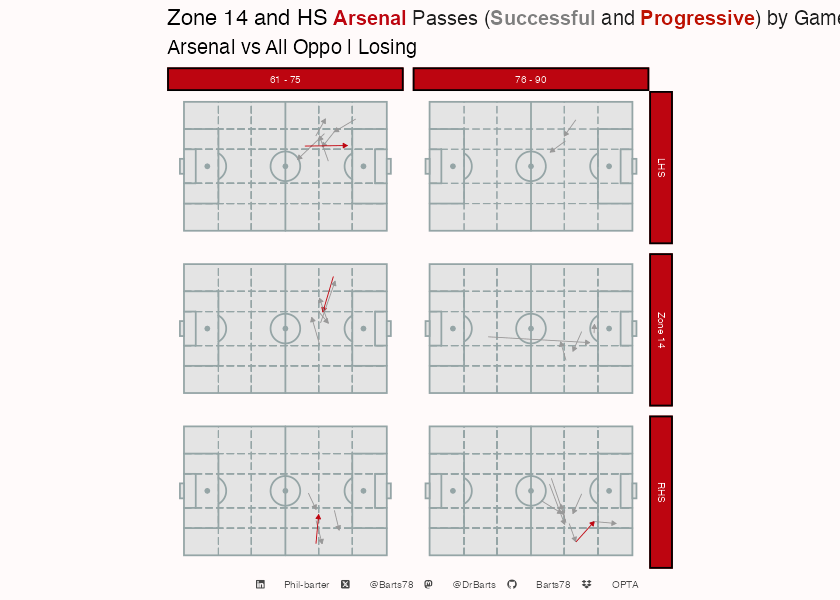 Zone 14 and HS Arsenal Passes (Successful and Progressive) by Game
Arsenal vs All Oppo | Losing
61 - 75
76 - 90
LHS
Zone 14
RHS
Phil-barter @Barts78 @DrBarts Barts78 OPTA